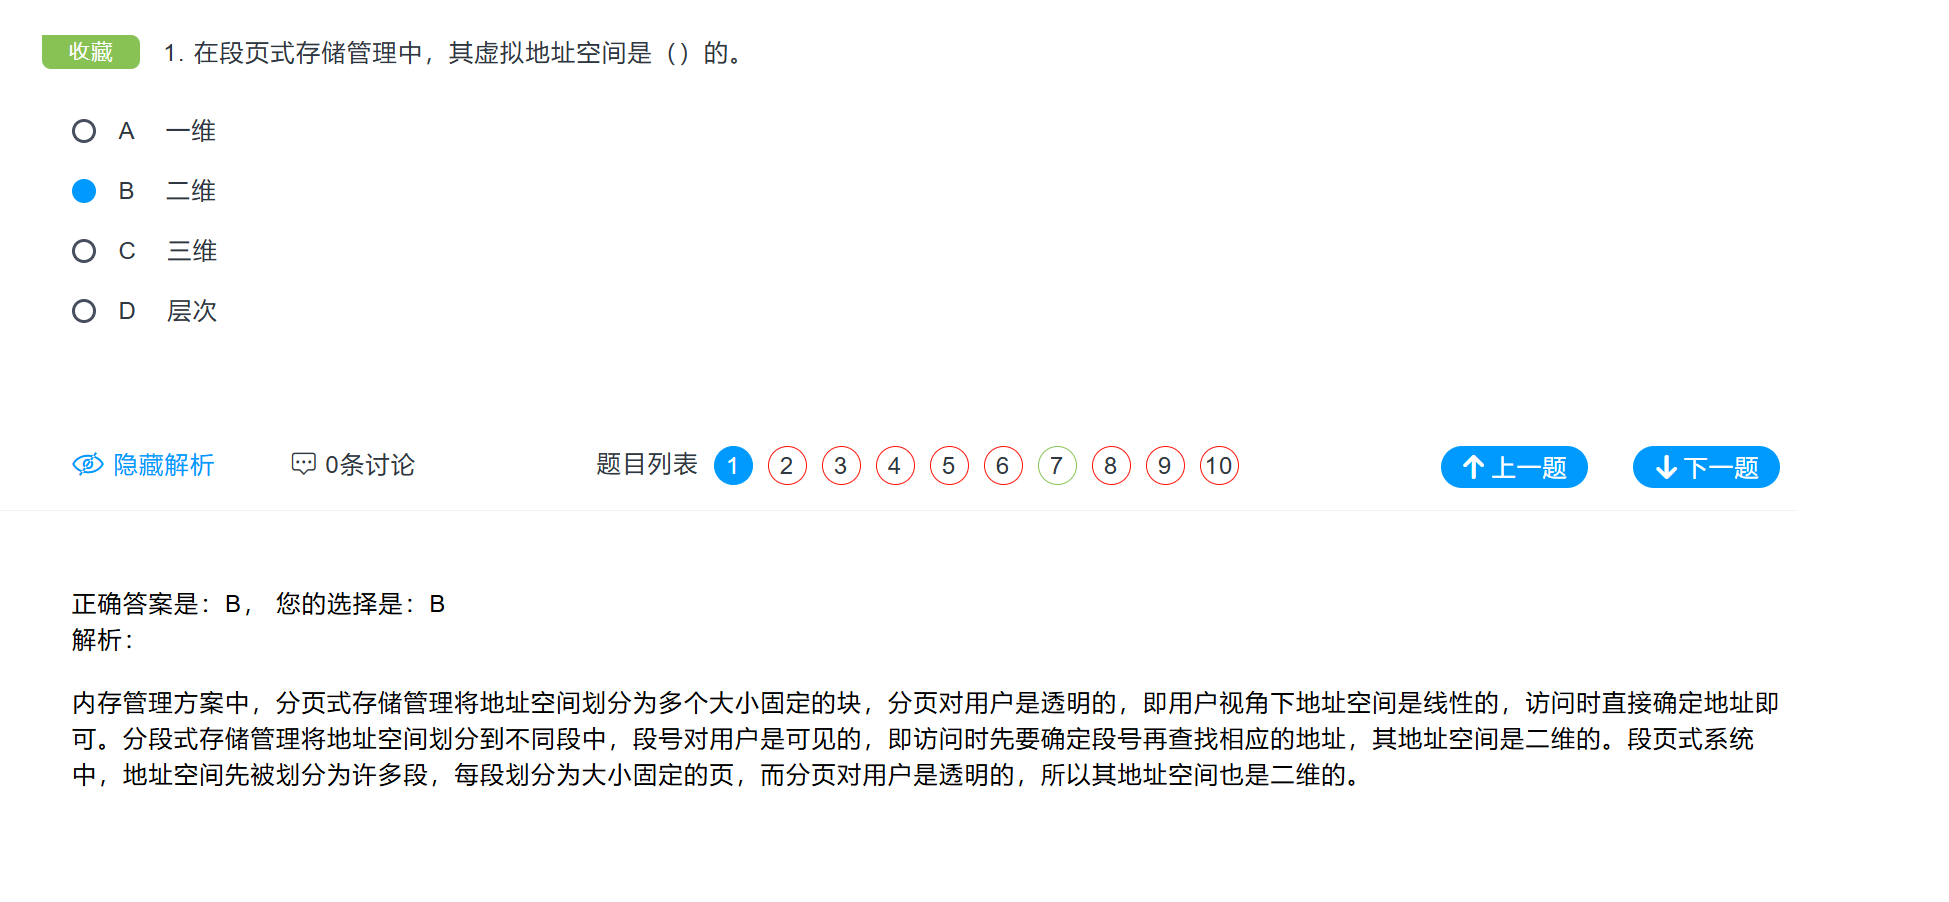 收藏 1. 在段页式存储管理中，其虚拟地址空间是（）的。
A 一维
B 二维
C 三维
D 层次
隐藏解析 0条讨论 题目列表 1 2 3 4 5 6 7 8 9 10 上一题 下一题
正确答案是：B， 您的选择是：B
解析：
内存管理方案中，分页式存储管理将地址空间划分为多个大小固定的块，分页对用户是透明的，即用户视角下地址空间是线性的，访问时直接确定地址即
可。分段式存储管理将地址空间划分到不同段中，段号对用户是可见的，即访问时先要确定段号再查找相应的地址，其地址空间是二维的。段页式系统
中，地址空间先被划分为许多段，每段划分为大小固定的页，而分页对用户是透明的，所以其地址空间也是二维的。